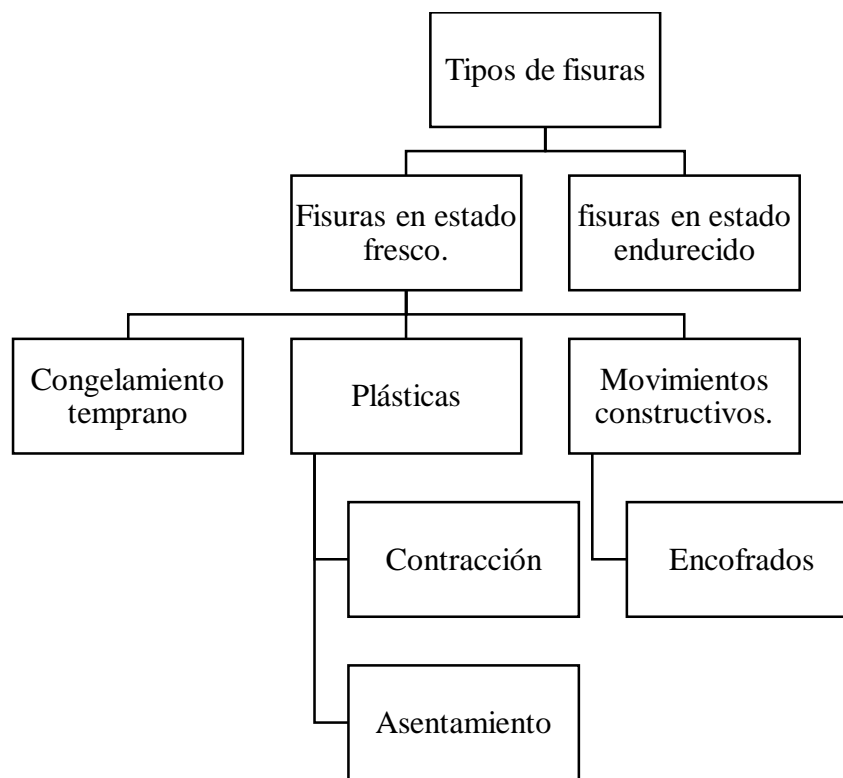 Tipos de fisuras
Fisuras en estado
fresco.
fisuras en estado
endurecido
Congelamiento
temprano
Plásticas
Movimientos
constructivos.
Contracción
Encofrados
Asentamiento